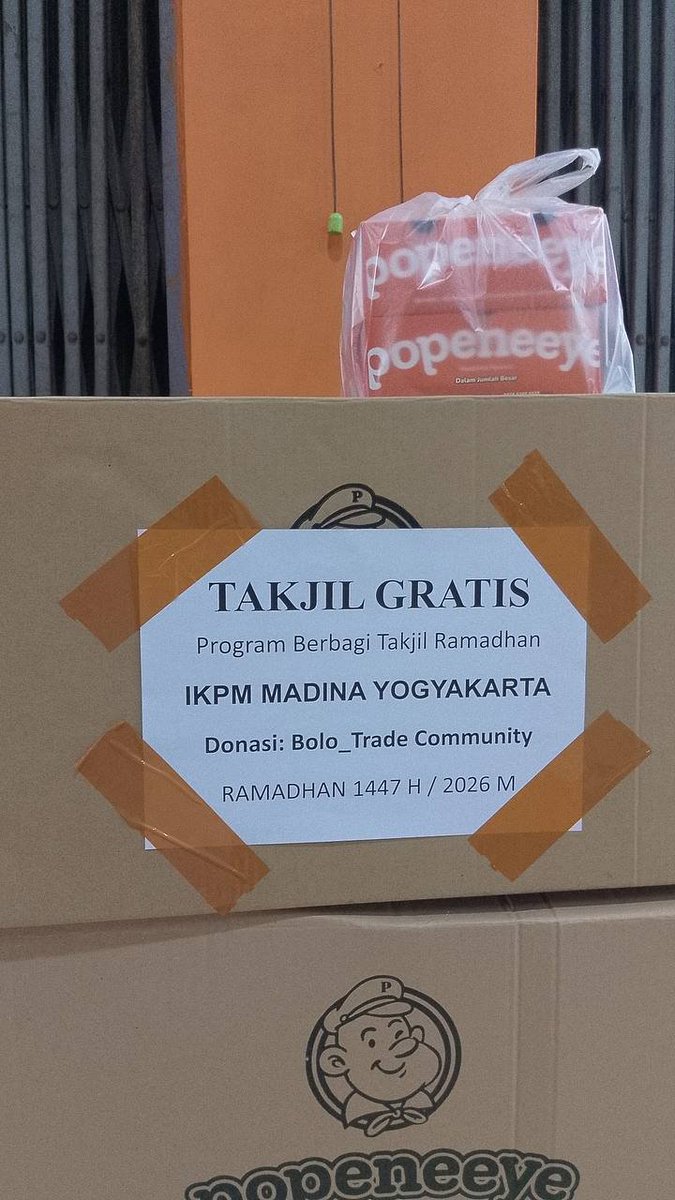 popeneeye
popeneeye
Dalam Jumlah Besar
P
TAKJIL GRATIS
Program Berbagi Takjil Ramadhan
IKPM MADINA YOGYAKARTA
Donasi: Bolo_Trade Community
RAMADHAN 1447 H / 2026 M
P
popeneeye